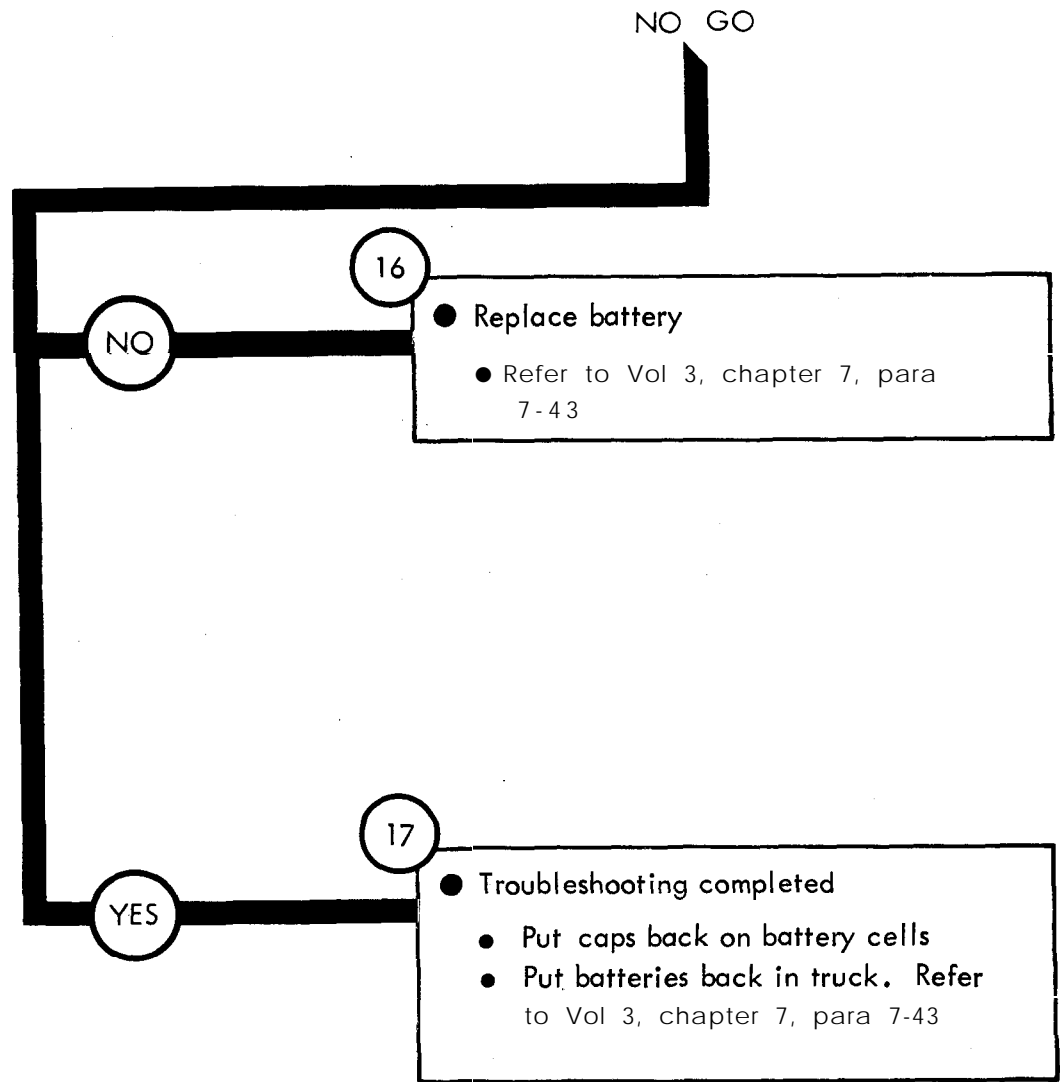 NO GO
16
● Replace battery
NO
● Refer to Vol 3, chapter 7, para
7-43
17
● Troubleshooting completed
YES
● Put caps back on battery cells
● Put batteries back in truck. Refer
to Vol 3, chapter 7, para 7-43